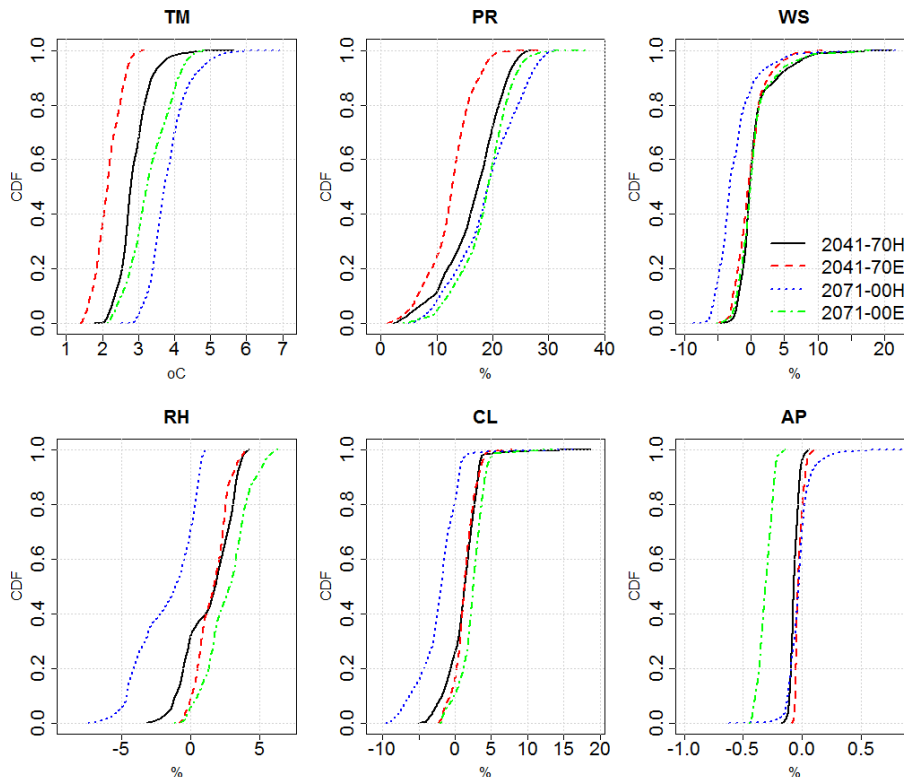 TM
PR
WS
CDF
0.0 0.2 0.4 0.6 0.8 1.0
1 2 3 4 5 6 7
oC
CDF
0.0 0.2 0.4 0.6 0.8 1.0
0 10 20 30 40
%
CDF
0.0 0.2 0.4 0.6 0.8 1.0
-10 -5 0 5 10 20
%
2041-70H
2041-70E
2071-00H
2071-00E
RH
CL
AP
CDF
0.0 0.2 0.4 0.6 0.8 1.0
-5 0 5
%
CDF
0.0 0.2 0.4 0.6 0.8 1.0
-10 -5 0 5 10 15 20
%
CDF
0.0 0.2 0.4 0.6 0.8 1.0
-1.0 -0.5 0.0 0.5
%